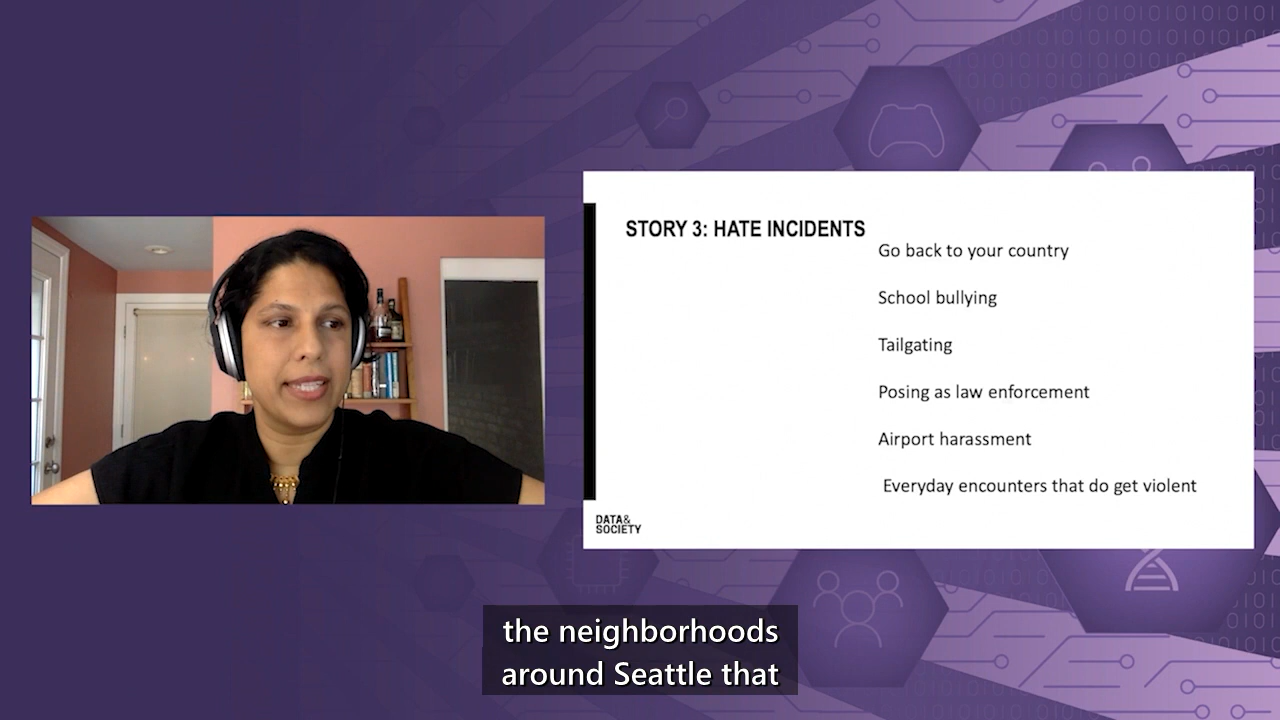 STORY 3: HATE INCIDENTS
Go back to your country
School bullying
Tailgating
Posing as law enforcement
Airport harassment
Everyday encounters that do get violent
DATA&
SOCIETY
the neighborhoods
around Seattle that